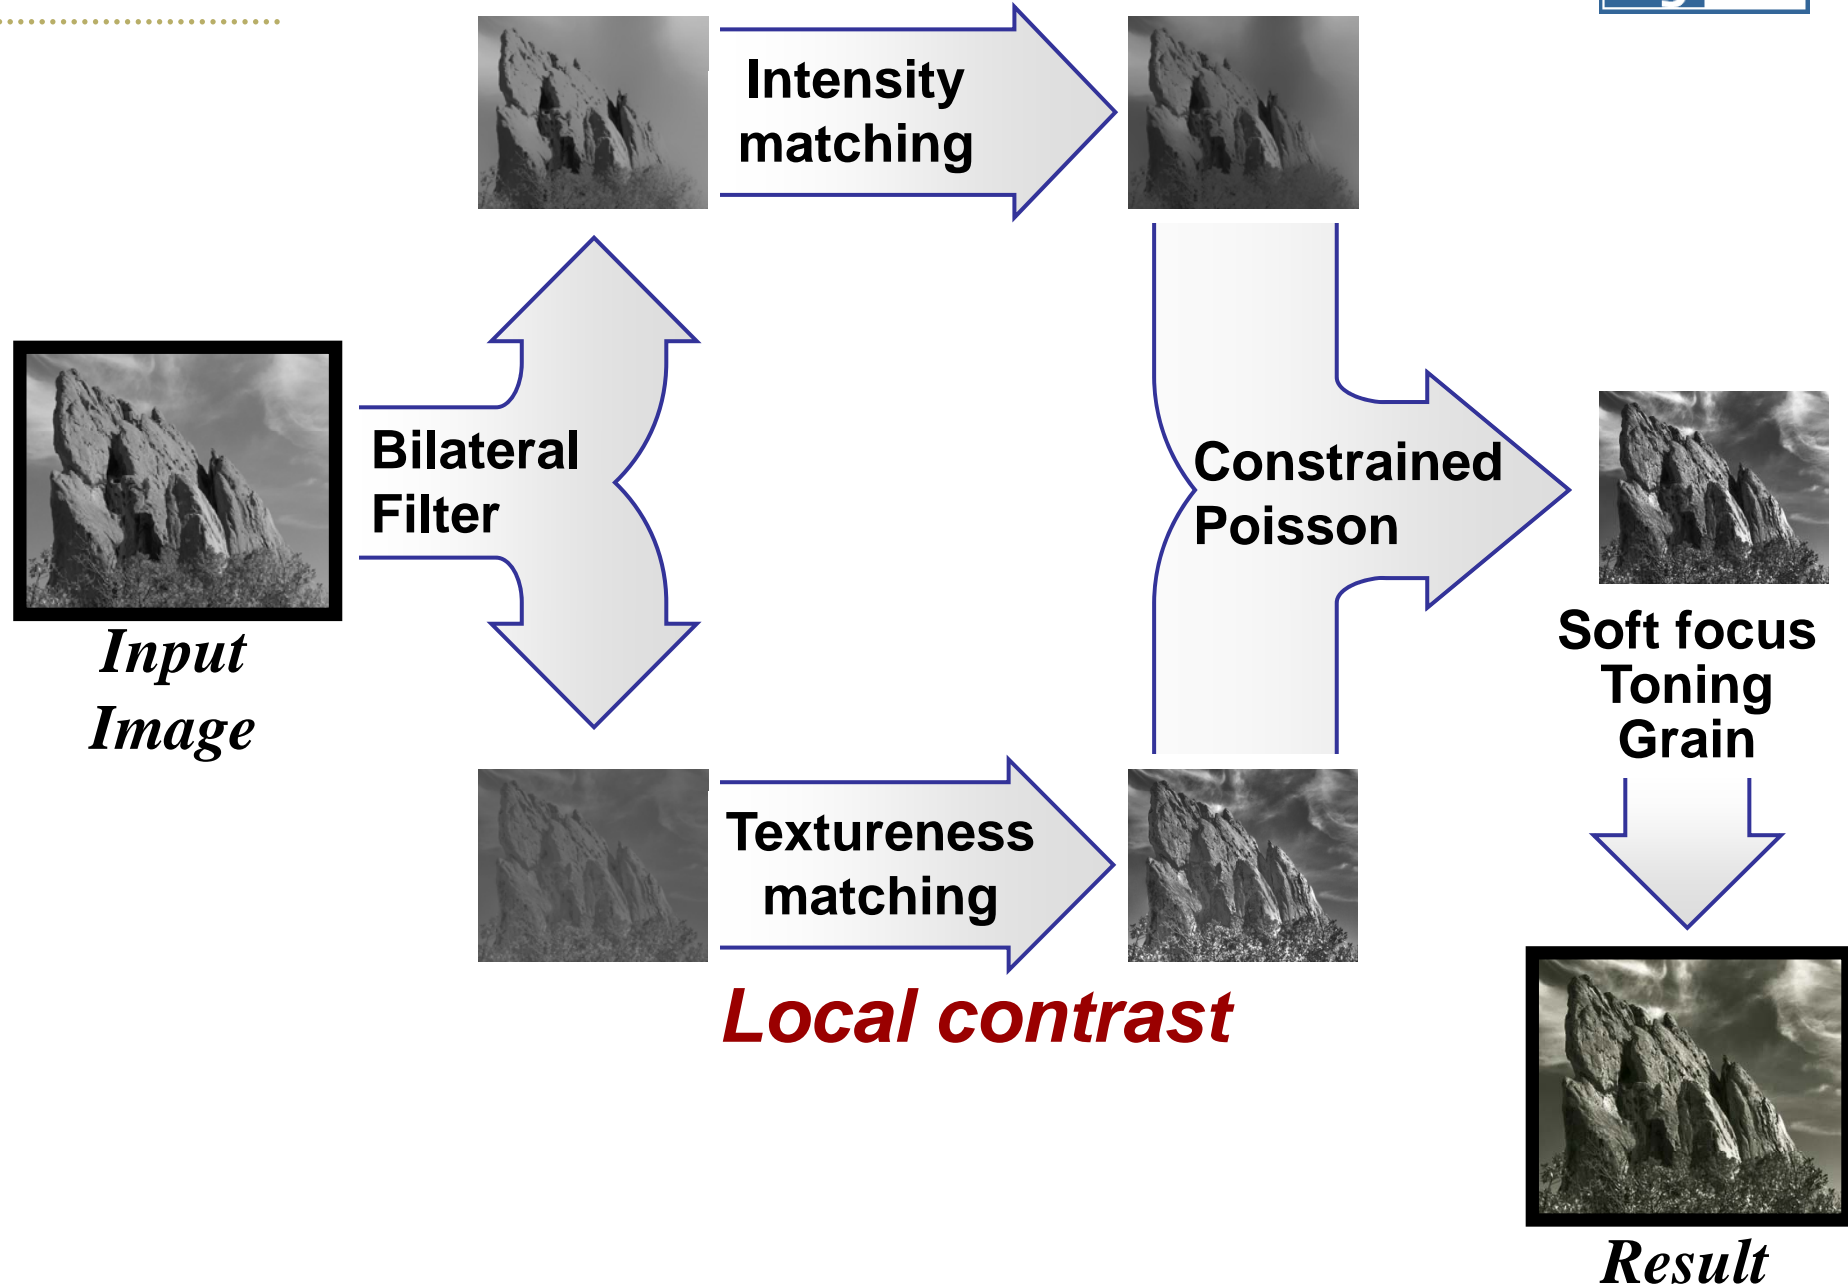 Intensity
matching
Bilateral
Filter
Constrained
Poisson
Input
Image
Soft focus
Toning
Grain
Textureness
matching
Local contrast
Result